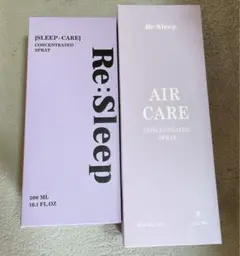 [SLEEP-CARE]
CONCENTRATED
SPRAY
Re:Sleep
300 ML
10.1 FL.OZ
Re:Sleep
AIR
CARE
CONCENTRATED
SPRAY